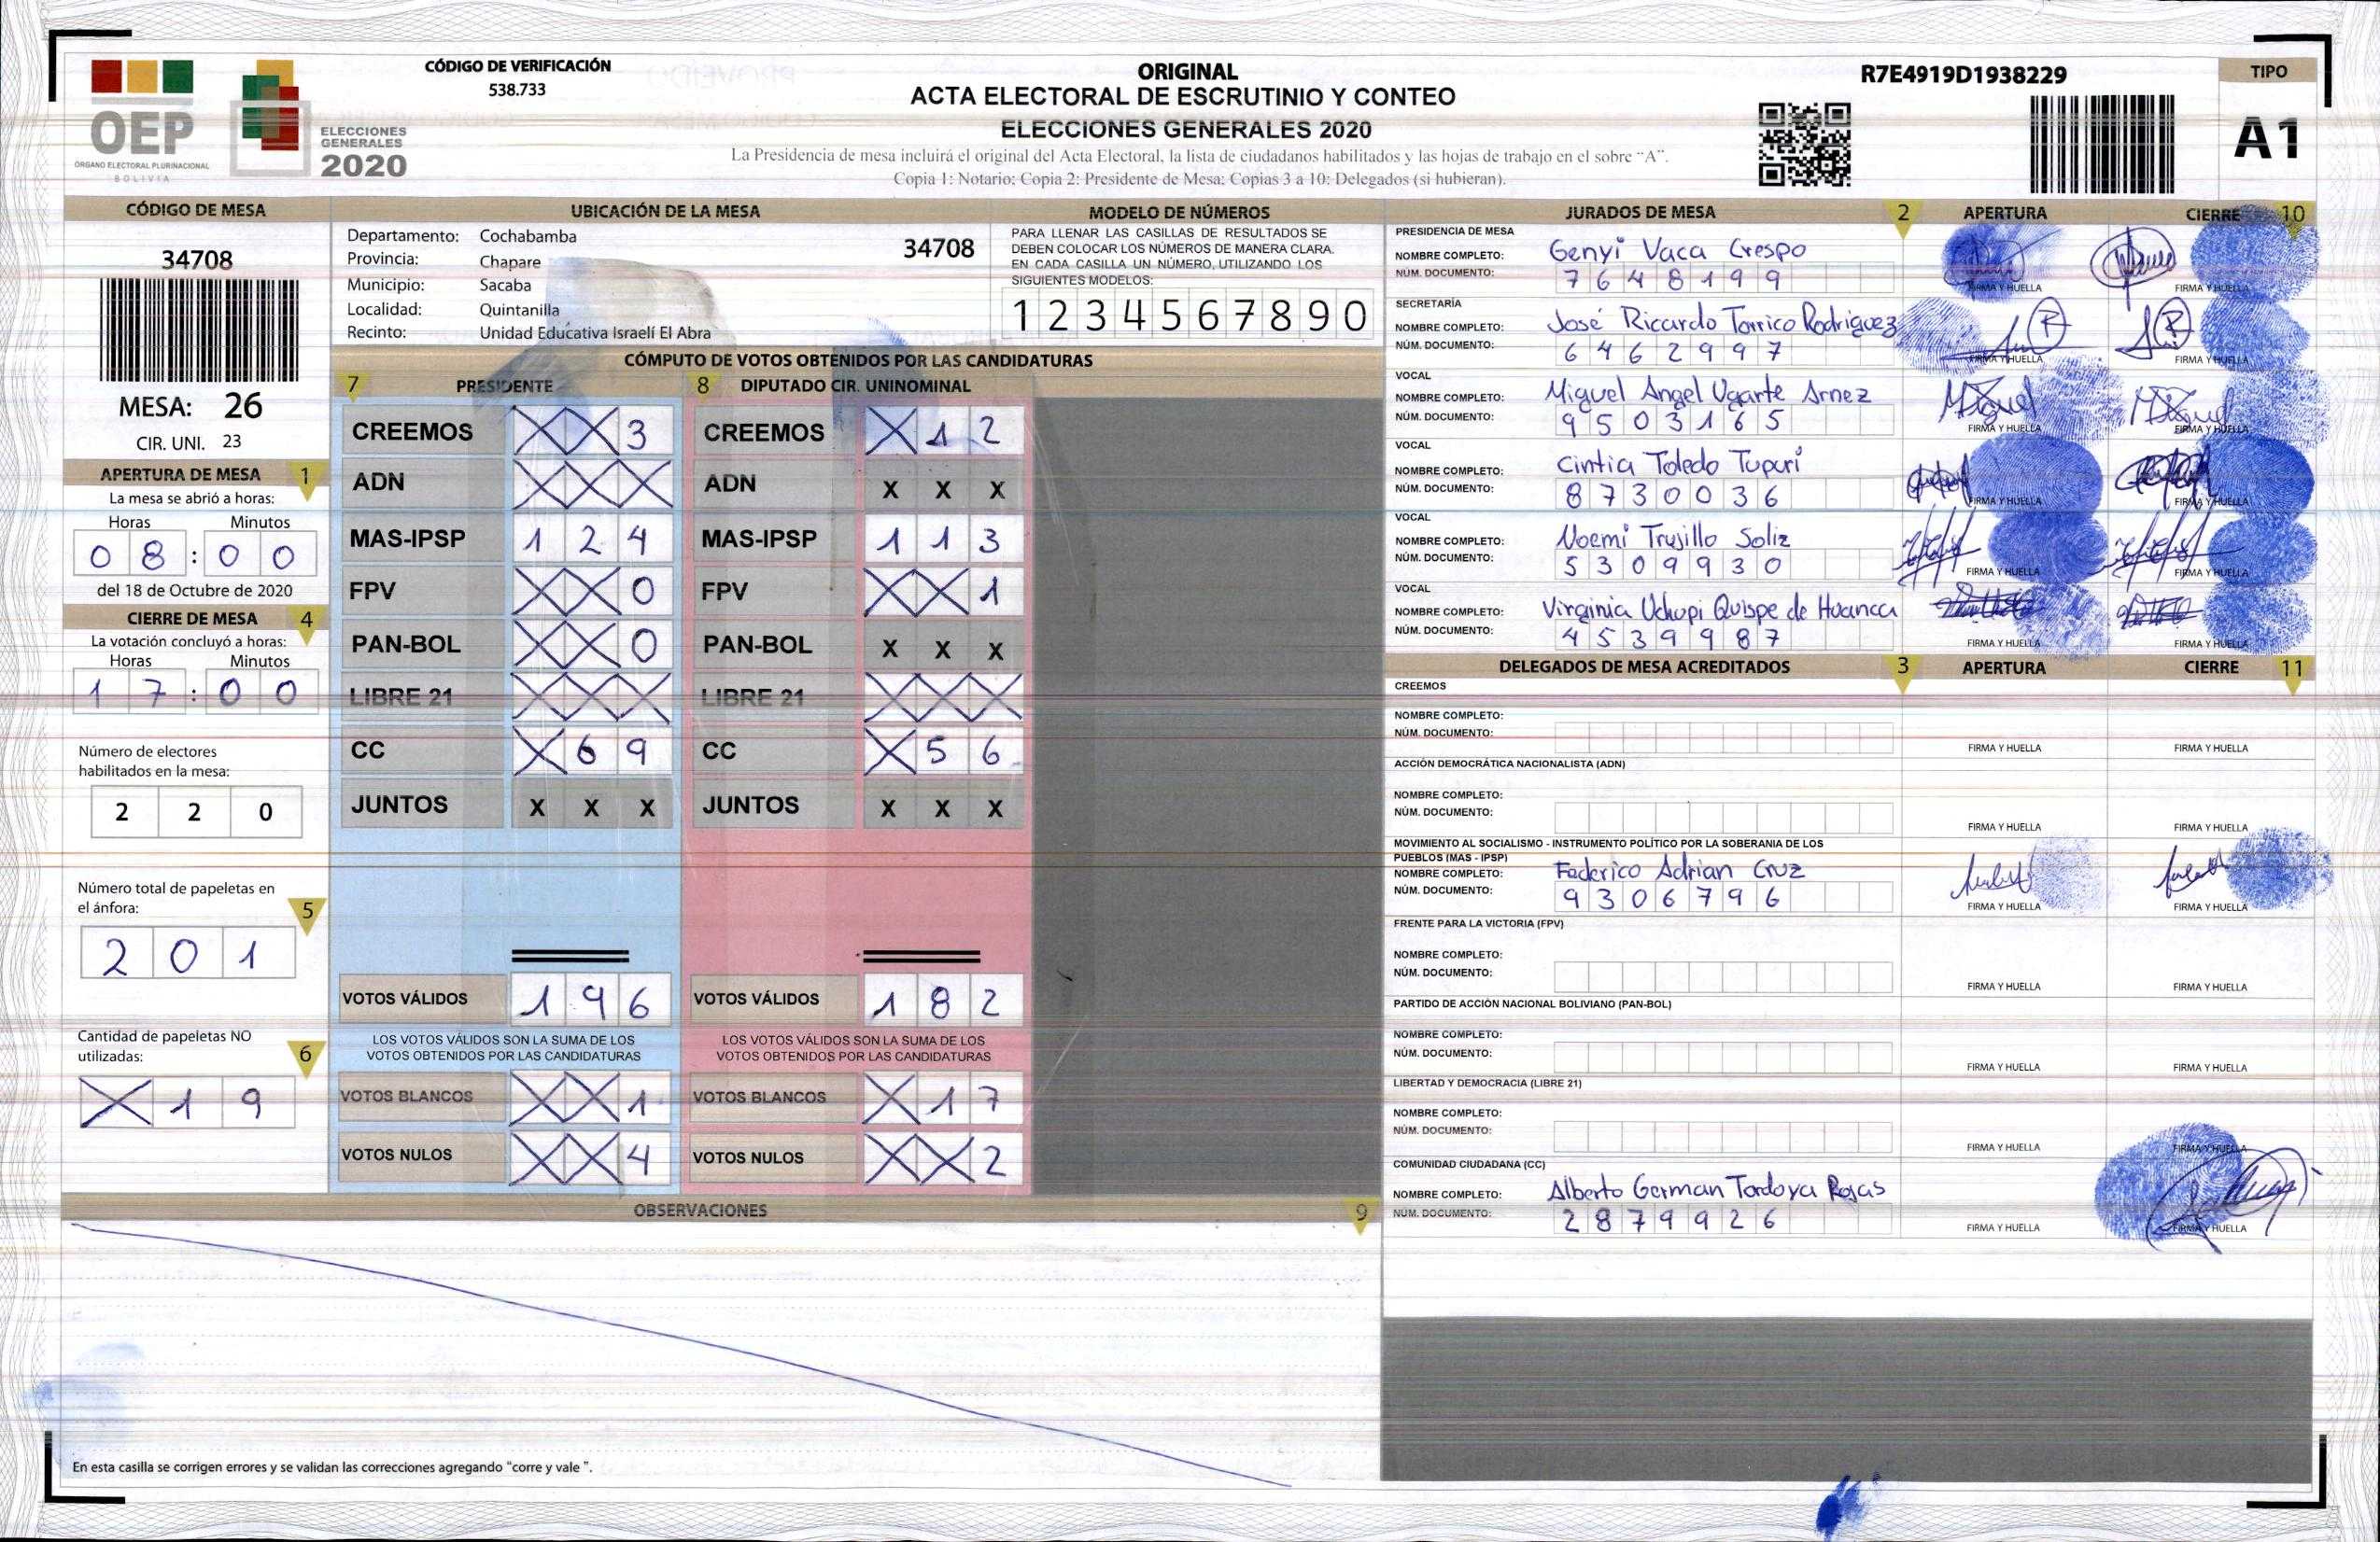 CÓDIGO DE VERIFICACIÓN
538.733
OEP
ÓRGANO ELECTORAL PLURINACIONAL
BOLIVIA
ELECCIONES
GENERALES
2020
ORIGINAL
ACTA ELECTORAL DE ESCRUTINIO Y CONTEO
ELECCIONES GENERALES 2020
La Presidencia de mesa incluirá el original del Acta Electoral, la lista de ciudadanos habilitados y las hojas de trabajo en el sobre "A".
Copia 1: Notario; Copia 2: Presidente de Mesa; Copias 3 a 10: Delegados (si hubieran).
R7E4919D1938229
TIPO
A1
CÓDIGO DE MESA
34708
MESA: 26
CIR. UNI. 23
APERTURA DE MESA 1
La mesa se abrió a horas:
Horas Minutos
0 8 : 0 0
del 18 de Octubre de 2020
CIERRE DE MESA 4
La votación concluyó a horas:
Horas Minutos
1 7 : 0 0
Número de electores
habilitados en la mesa:
2 2 0
Número total de papeletas en
el ánfora: 5
2 0 1
Cantidad de papeletas NO
utilizadas: 6
X 1 9
UBICACIÓN DE LA MESA
Departamento: Cochabamba
Provincia: Chapare
Municipio: Sacaba
Localidad: Quintanilla
Recinto: Unidad Educativa Israelí El Abra
34708
MODELO DE NÚMEROS
PARA LLENAR LAS CASILLAS DE RESULTADOS SE
DEBEN COLOCAR LOS NÚMEROS DE MANERA CLARA.
EN CADA CASILLA UN NÚMERO, UTILIZANDO LOS
SIGUIENTES MODELOS:
1 2 3 4 5 6 7 8 9 0
CÓMPUTO DE VOTOS OBTENIDOS POR LAS CANDIDATURAS
7 PRESIDENTE 8 DIPUTADO CIR. UNINOMINAL
CREEMOS X X 3 CREEMOS X 1 2
ADN X X X ADN X X X
MAS-IPSP 1 2 4 MAS-IPSP 1 1 3
FPV X X 0 FPV X X 1
PAN-BOL X X 0 PAN-BOL X X X
LIBRE 21 X X X LIBRE 21 X X X
CC X 6 9 CC X 5 6
JUNTOS X X X JUNTOS X X X
VOTOS VÁLIDOS 1 9 6 VOTOS VÁLIDOS 1 8 2
LOS VOTOS VÁLIDOS SON LA SUMA DE LOS LOS VOTOS VÁLIDOS SON LA SUMA DE LOS
VOTOS OBTENIDOS POR LAS CANDIDATURAS VOTOS OBTENIDOS POR LAS CANDIDATURAS
VOTOS BLANCOS X X 1 VOTOS BLANCOS X 1 7
VOTOS NULOS X X 4 VOTOS NULOS X X 2
OBSERVACIONES 9
En esta casilla se corrigen errores y se validan las correcciones agregando "corre y vale ".
JURADOS DE MESA 2 APERTURA CIERRE 10
PRESIDENCIA DE MESA
NOMBRE COMPLETO: Genyi Vaca Crespo
NÚM. DOCUMENTO: 7 6 4 8 1 9 9 FIRMA Y HUELLA FIRMA Y HUELLA
SECRETARÍA
NOMBRE COMPLETO: José Ricardo Torrico Rodriguez
NÚM. DOCUMENTO: 6 4 6 2 9 9 7 FIRMA Y HUELLA FIRMA Y HUELLA
VOCAL
NOMBRE COMPLETO: Miguel Angel Ugarte Arnez
NÚM. DOCUMENTO: 9 5 0 3 1 6 5 FIRMA Y HUELLA FIRMA Y HUELLA
VOCAL
NOMBRE COMPLETO: Cintia Toledo Tupuri
NÚM. DOCUMENTO: 8 7 3 0 0 3 6 FIRMA Y HUELLA FIRMA Y HUELLA
VOCAL
NOMBRE COMPLETO: Noemi Trujillo Soliz
NÚM. DOCUMENTO: 5 3 0 9 9 3 0 FIRMA Y HUELLA FIRMA Y HUELLA
VOCAL
NOMBRE COMPLETO: Virginia Uchupi Quispe de Huanca
NÚM. DOCUMENTO: 4 5 3 9 9 8 7 FIRMA Y HUELLA FIRMA Y HUELLA
DELEGADOS DE MESA ACREDITADOS 3 APERTURA CIERRE 11
CREEMOS
NOMBRE COMPLETO:
NÚM. DOCUMENTO: FIRMA Y HUELLA FIRMA Y HUELLA
ACCIÓN DEMOCRÁTICA NACIONALISTA (ADN)
NOMBRE COMPLETO:
NÚM. DOCUMENTO: FIRMA Y HUELLA FIRMA Y HUELLA
MOVIMIENTO AL SOCIALISMO - INSTRUMENTO POLÍTICO POR LA SOBERANIA DE LOS
PUEBLOS (MAS - IPSP)
NOMBRE COMPLETO: Federico Adrian Cruz
NÚM. DOCUMENTO: 9 3 0 6 7 9 6 FIRMA Y HUELLA FIRMA Y HUELLA
FRENTE PARA LA VICTORIA (FPV)
NOMBRE COMPLETO:
NÚM. DOCUMENTO: FIRMA Y HUELLA FIRMA Y HUELLA
PARTIDO DE ACCIÓN NACIONAL BOLIVIANO (PAN-BOL)
NOMBRE COMPLETO:
NÚM. DOCUMENTO: FIRMA Y HUELLA FIRMA Y HUELLA
LIBERTAD Y DEMOCRACIA (LIBRE 21)
NOMBRE COMPLETO:
NÚM. DOCUMENTO: FIRMA Y HUELLA FIRMA Y HUELLA
COMUNIDAD CIUDADANA (CC)
NOMBRE COMPLETO: Alberto German Tordoya Rojas
NÚM. DOCUMENTO: 2 8 7 9 9 2 6 FIRMA Y HUELLA FIRMA Y HUELLA